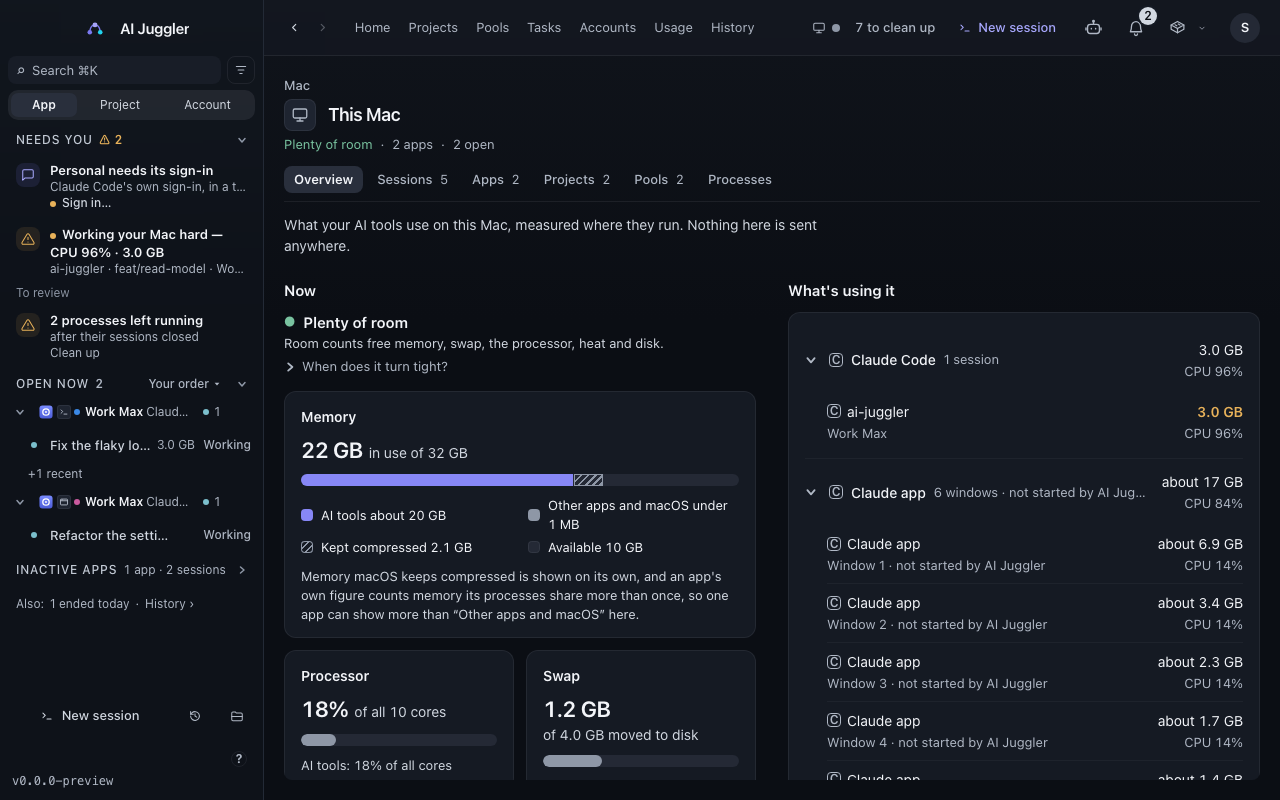 AI Juggler
Search ⌘K
App Project Account
NEEDS YOU 2
Personal needs its sign-in
Claude Code's own sign-in, in a t…
Sign in…
Working your Mac hard —
CPU 96% · 3.0 GB
ai-juggler · feat/read-model · Wo…
To review
2 processes left running
after their sessions closed
Clean up
OPEN NOW 2 Your order
Work Max Claud… 1
Fix the flaky lo… 3.0 GB Working
+1 recent
Work Max Claud… 1
Refactor the setti… Working
INACTIVE APPS 1 app · 2 sessions
Also: 1 ended today · History ›
New session
?
v0.0.0-preview
Home Projects Pools Tasks Accounts Usage History
7 to clean up
New session
2
S
Mac
This Mac
Plenty of room · 2 apps · 2 open
Overview Sessions 5 Apps 2 Projects 2 Pools 2 Processes
What your AI tools use on this Mac, measured where they run. Nothing here is sent
anywhere.
Now
Plenty of room
Room counts free memory, swap, the processor, heat and disk.
When does it turn tight?
Memory
22 GB in use of 32 GB
AI tools about 20 GB
Other apps and macOS under
1 MB
Kept compressed 2.1 GB
Available 10 GB
Memory macOS keeps compressed is shown on its own, and an app's
own figure counts memory its processes share more than once, so one
app can show more than “Other apps and macOS” here.
Processor
18% of all 10 cores
AI tools: 18% of all cores
Swap
1.2 GB
of 4.0 GB moved to disk
What's using it
C Claude Code 1 session 3.0 GB
CPU 96%
C ai-juggler 3.0 GB
Work Max CPU 96%
C Claude app 6 windows · not started by AI Jug… about 17 GB
CPU 84%
C Claude app about 6.9 GB
Window 1 · not started by AI Juggler CPU 14%
C Claude app about 3.4 GB
Window 2 · not started by AI Juggler CPU 14%
C Claude app about 2.3 GB
Window 3 · not started by AI Juggler CPU 14%
C Claude app about 1.7 GB
Window 4 · not started by AI Juggler CPU 14%
C Claude app about 1.4 GB